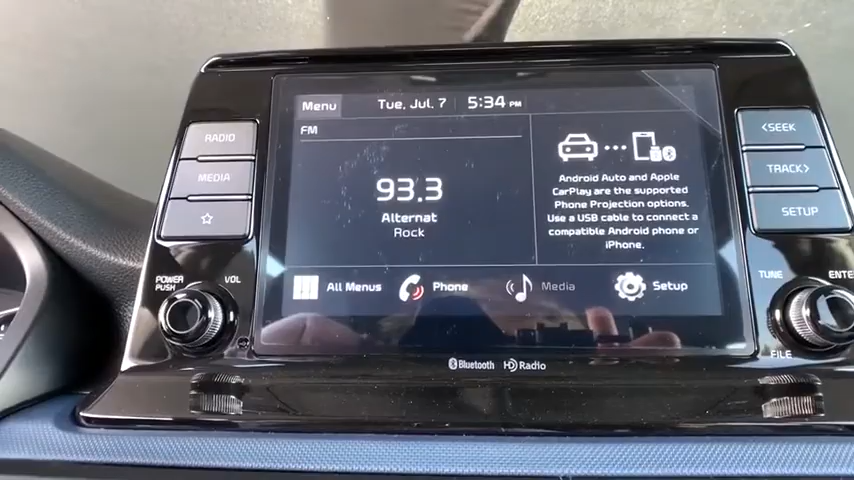 Menu
Tue, Jul. 7
5:34 PM
FM
93.3
Alternat
Rock
Android Auto and Apple
CarPlay are the supported
Phone Projection options.
Use a USB cable to connect a
compatible Android phone or
iPhone.
All Menus
Phone
Media
Setup
RADIO
MEDIA
POWER
PUSH
VOL
<SEEK
TRACK>
SETUP
TUNE
ENTER
FILE
Bluetooth
HD Radio